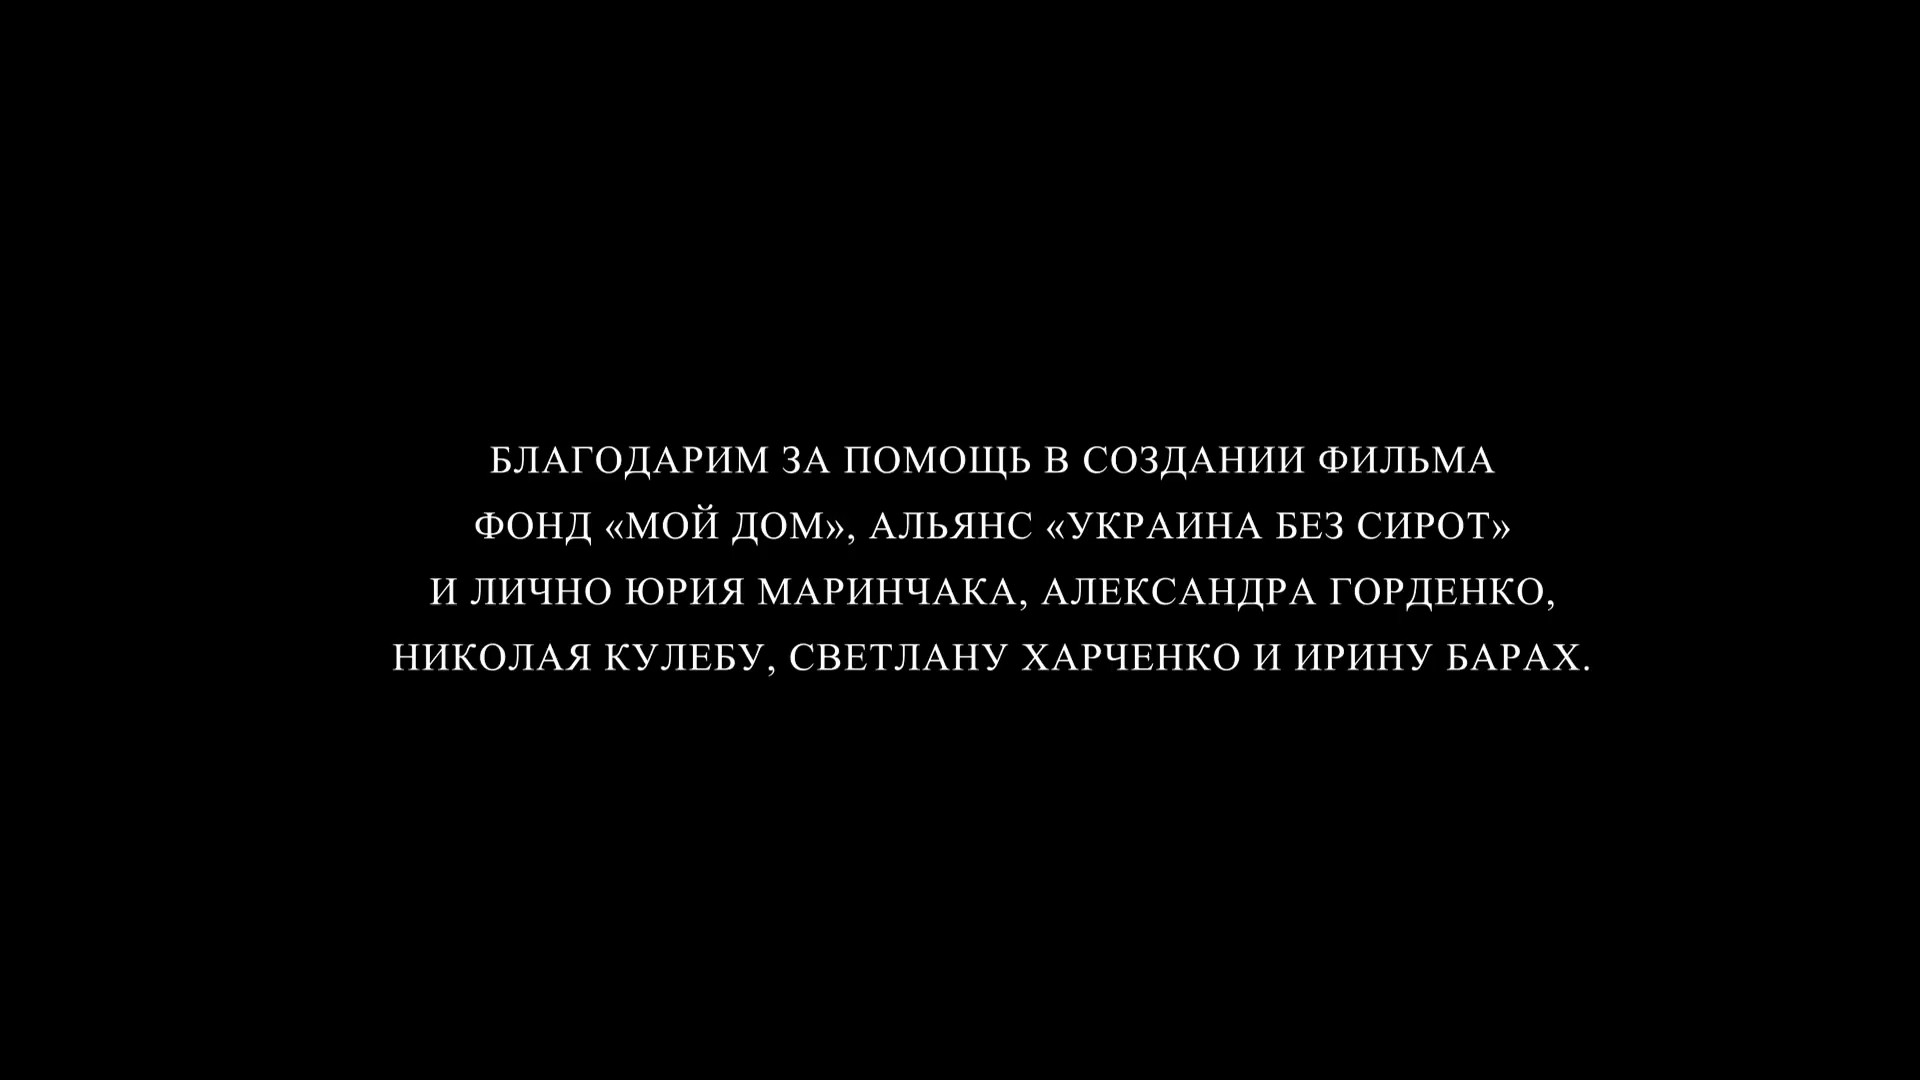 БЛАГОДАРИМ ЗА ПОМОЩЬ В СОЗДАНИИ ФИЛЬМА
ФОНД «МОЙ ДОМ», АЛЬЯНС «УКРАИНА БЕЗ СИРОТ»
И ЛИЧНО ЮРИЯ МАРИНЧАКА, АЛЕКСАНДРА ГОРДЕНКО,
НИКОЛАЯ КУЛЕБУ, СВЕТЛАНУ ХАРЧЕНКО И ИРИНУ БАРАХ.